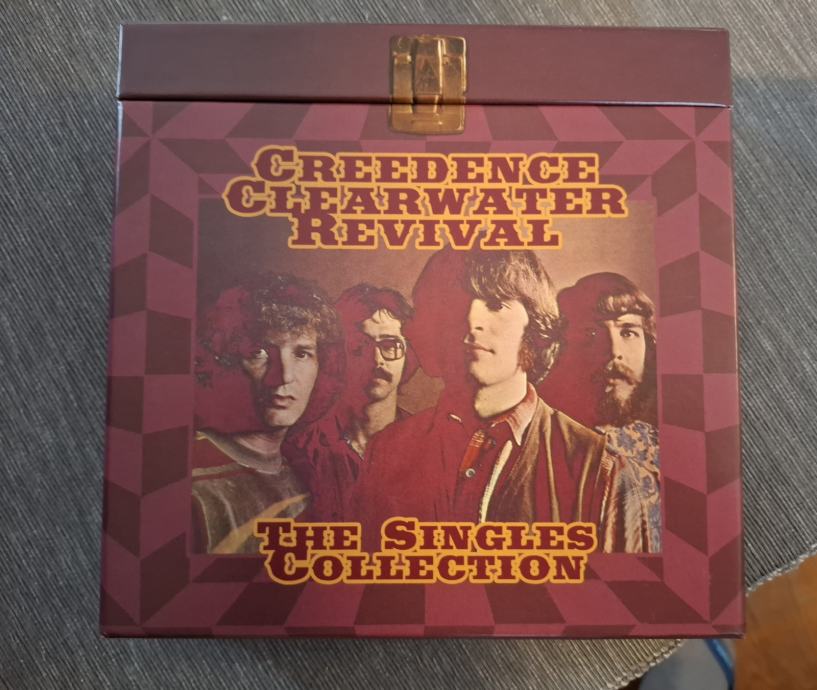 CREEDENCE
CLEARWATER
REVIVAL
THE SINGLES
COLLECTION